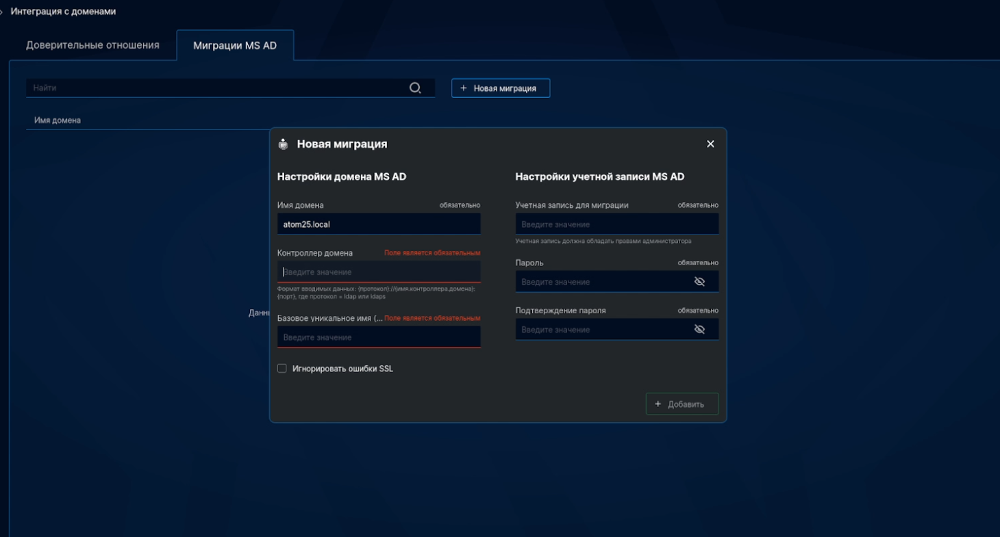 Интеграция с доменами
Доверительные отношения
Миграции MS AD
Найти
+ Новая миграция
Имя домена
Новая миграция
Настройки домена MS AD
Имя домена
обязательно
atom25.local
Контроллер домена
Поле является обязательным
Введите значение
Формат вводимых данных: {протокол}://{имя.контроллера.домена}:
{порт}, где протокол = ldap или ldaps
Данн
Базовое уникальное имя (...
Поле является обязательным
Введите значение
Игнорировать ошибки SSL
Настройки учетной записи MS AD
Учетная запись для миграции
обязательно
Введите значение
Учетная запись должна обладать правами администратора
Пароль
обязательно
Введите значение
Подтверждение пароля
обязательно
Введите значение
+ Добавить